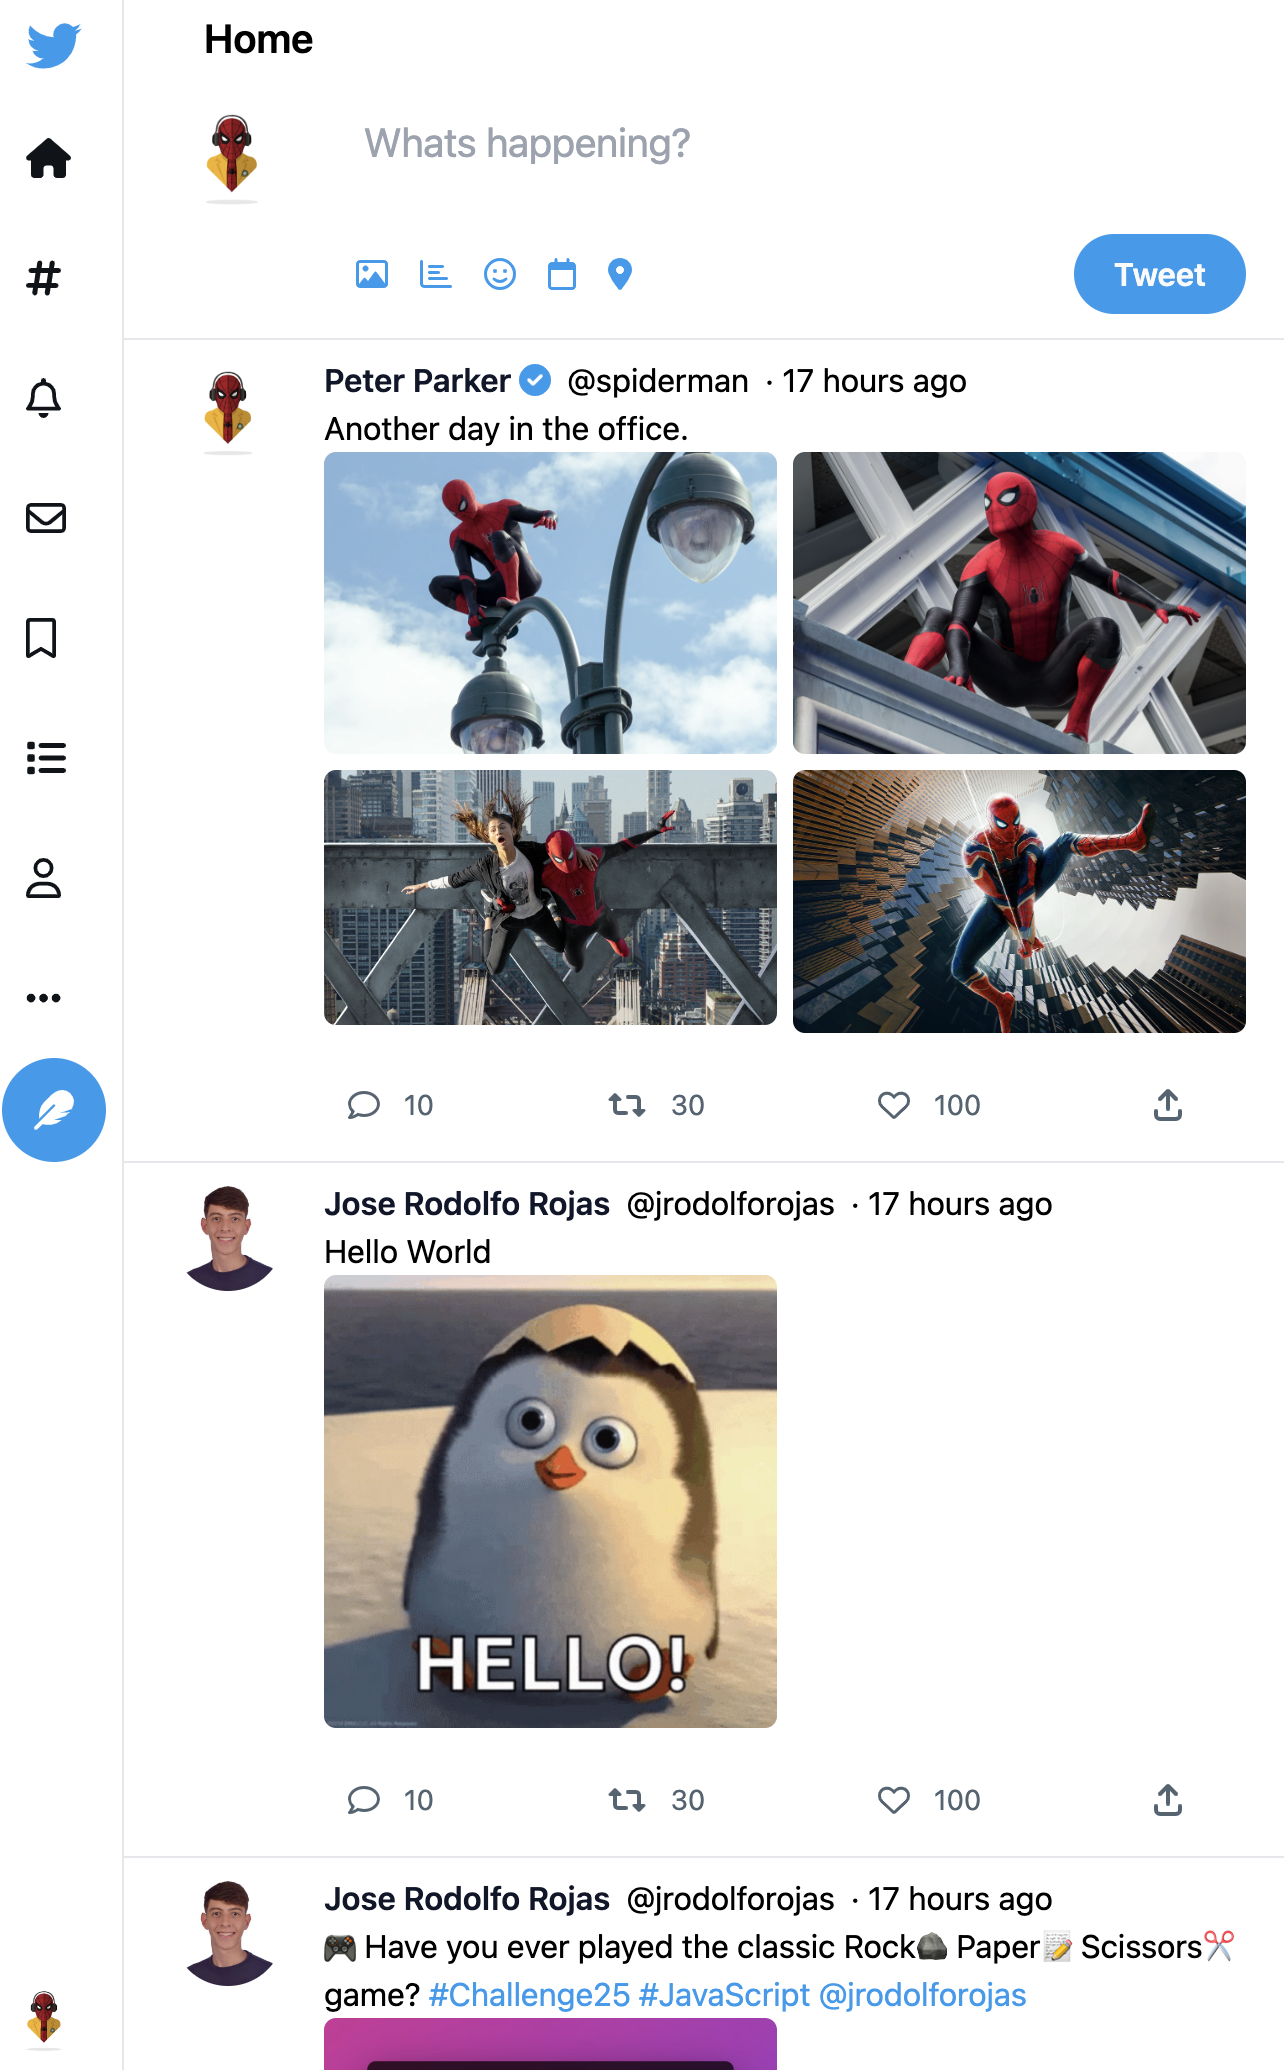 Home
Whats happening?
Tweet
Peter Parker @spiderman · 17 hours ago
Another day in the office.
10 30 100
Jose Rodolfo Rojas @jrodolforojas · 17 hours ago
Hello World
HELLO!
10 30 100
Jose Rodolfo Rojas @jrodolforojas · 17 hours ago
🎮 Have you ever played the classic Rock🪨 Paper📝 Scissors✂️
game? #Challenge25 #JavaScript @jrodolforojas